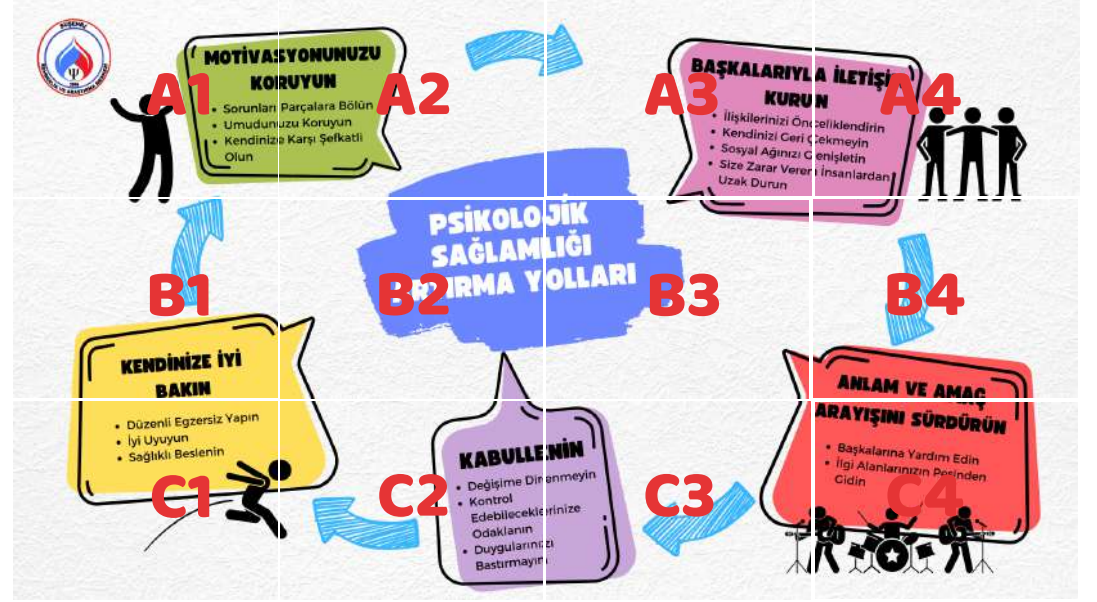 MOTİVASYONUNUZU
KORUYUN
• Sorunları Parçalara Bölün
• Umudunuzu Koruyun
• Kendinize Karşı Şefkatli
Olun
BAŞKALARIYLA İLETİŞİM
KURUN
• İlişkilerinizi Önceliklendirin
• Kendinizi Geri Çekmeyin
• Sosyal Ağınızı Genişletin
• Size Zarar Veren İnsanlardan
Uzak Durun
A1
A2
A3
A4
PSİKOLOJİK
SAĞLAMLIĞI
ARTIRMA YOLLARI
B1
B2
B3
B4
KENDİNİZE İYİ
BAKIN
• Düzenli Egzersiz Yapın
• İyi Uyuyun
• Sağlıklı Beslenin
KABULLENİN
• Değişime Direnmeyin
• Kontrol
Edebileceklerinize
Odaklanın
• Duygularınızı
Bastırmayın
ANLAM VE AMAÇ
ARAYIŞINI SÜRDÜRÜN
• Başkalarına Yardım Edin
• İlgi Alanlarınızın Peşinden
Gidin
C1
C2
C3
C4